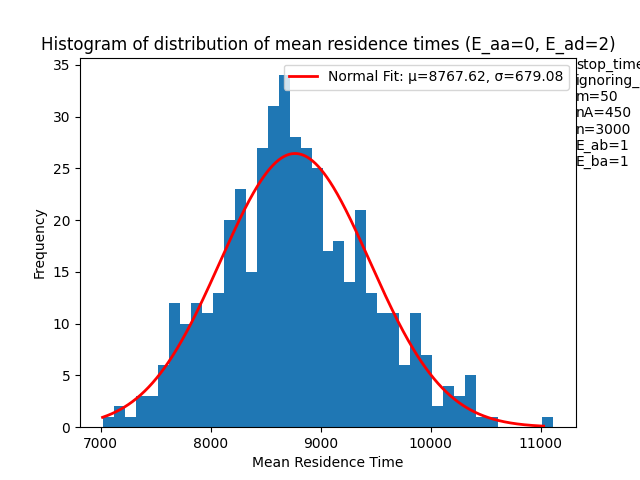 Histogram of distribution of mean residence times (E_aa=0, E_ad=2)
35
30
25
20
15
10
5
0
Frequency
7000 8000 9000 10000 11000
Mean Residence Time
Normal Fit: μ=8767.62, σ=679.08
stop_time
ignoring_
m=50
nA=450
n=3000
E_ab=1
E_ba=1